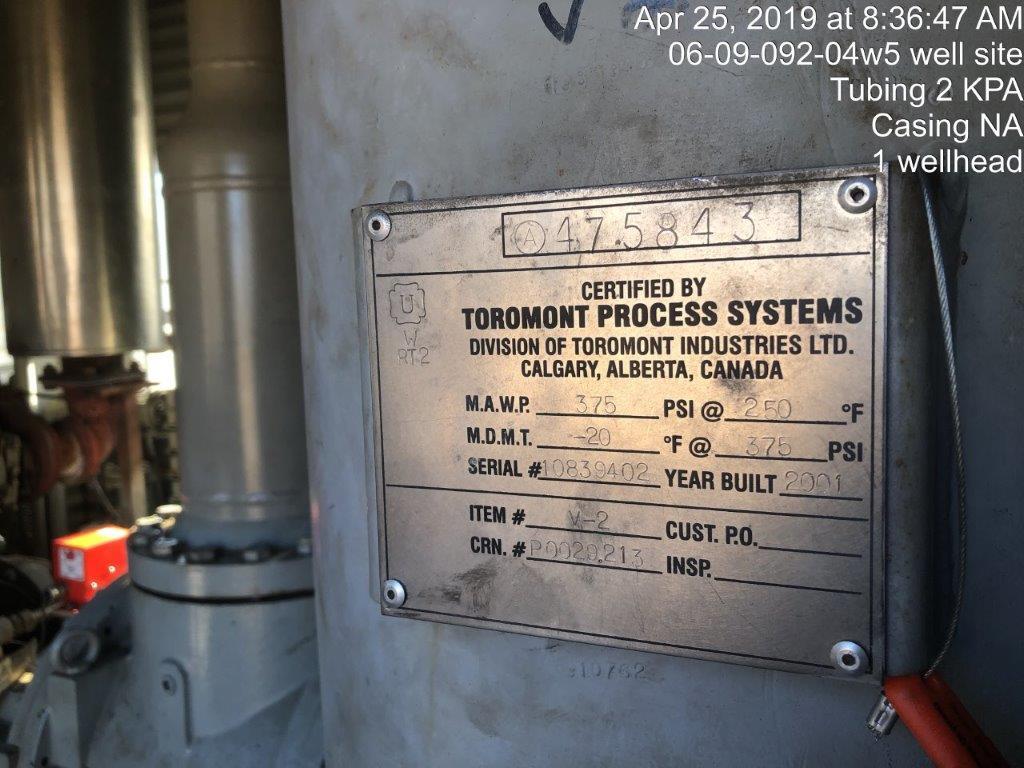 Apr 25, 2019 at 8:36:47 AM
06-09-092-04w5 well site
Tubing 2 KPA
Casing NA
1 wellhead
A 475843
U
W
RT-2
CERTIFIED BY
TOROMONT PROCESS SYSTEMS
DIVISION OF TOROMONT INDUSTRIES LTD.
CALGARY, ALBERTA, CANADA
M.A.W.P. 375 PSI @ 250 °F
M.D.M.T. -20 °F @ 375 PSI
SERIAL # 10839402 YEAR BUILT 2001
ITEM # V-2 CUST. P.O.
CRN. # P0029.213 INSP.
10762